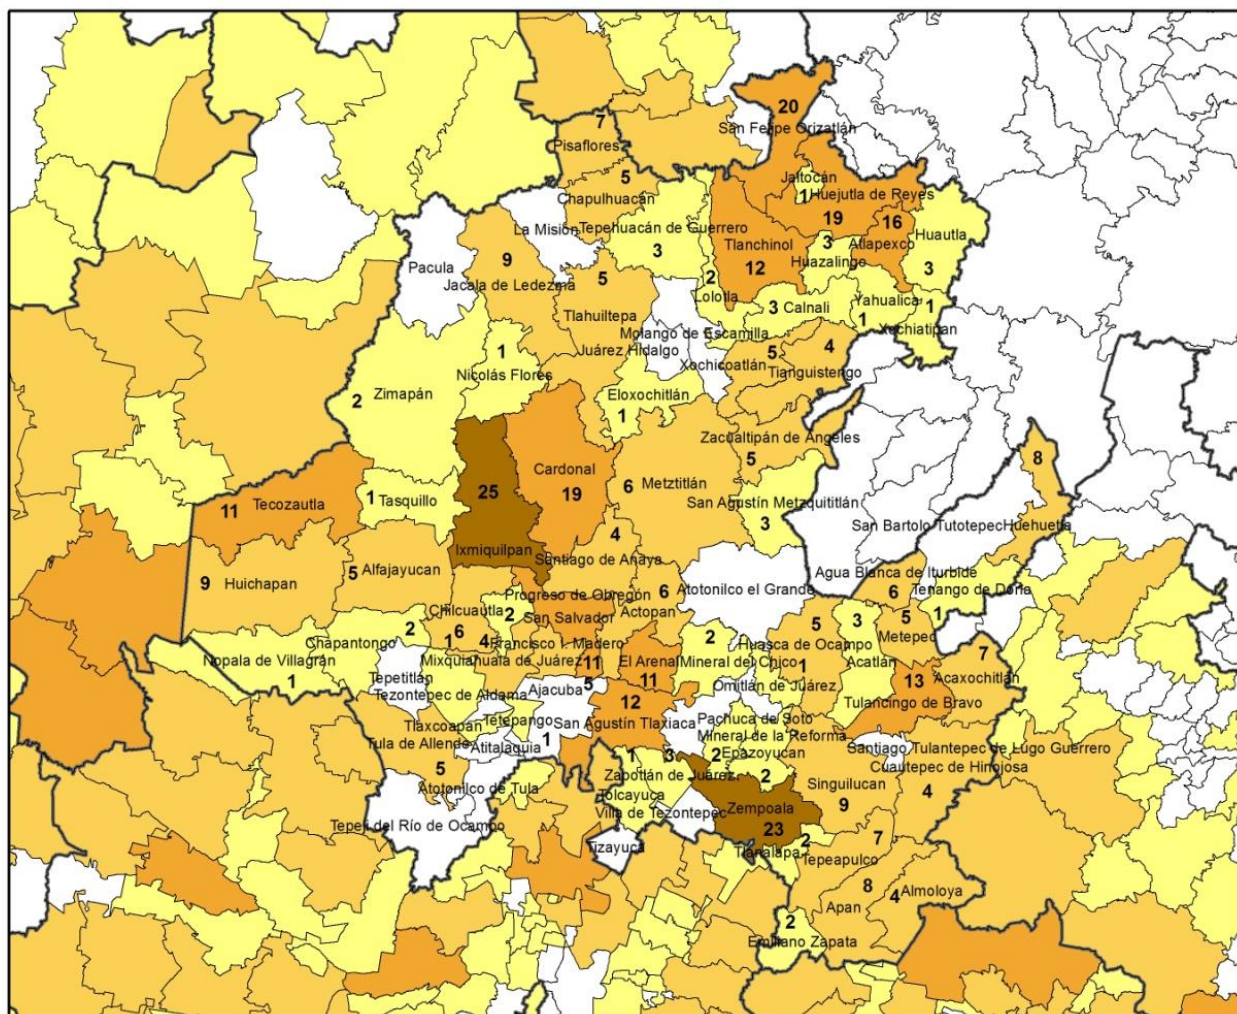 20
San Felipe Orizatlán
7
Pisaflores
5
Chapulhuacán
Jaltocán
1
Huejutla de Reyes
19
16
La Misión
Tepehuacán de Guerrero
3
Tlanchinol
12
3
Huazalingo
Atlapexco
Huautla
3
Pacula
9
Jacala de Ledezma
5
Tlahuiltepa
2
Lolotla
3
Calnali
Yahualica
1
1
Xochiatipan
Molango de Escamilla
Juárez Hidalgo
Xochicoatlán
5
4
Tianguistengo
1
Nicolás Flores
2
Zimapán
Eloxochitlán
1
Zacualtipán de Ángeles
5
25
Ixmiquilpan
Cardonal
19
6
Metztitlán
San Agustín Metzquititlán
3
8
San Bartolo Tutotepec
Huehuetla
11
Tecozautla
1
Tasquillo
4
Santiago de Anaya
9
Huichapan
5
Alfajayucan
Agua Blanca de Iturbide
6
Tenango de Doria
1
Atotonilco el Grande
6
Actopan
Progreso de Obregón
Chilcuautla
2
San Salvador
6
1
4
Francisco I. Madero
11
Chapantongo
2
Mixquiahuala de Juárez
El Arenal
11
2
Mineral del Chico
5
Huasca de Ocampo
1
3
Acatlán
5
Metepec
7
Acaxochitlán
13
Tulancingo de Bravo
Nopala de Villagrán
1
Tepetitlán
Tezontepec de Aldama
Ajacuba
5
12
Omitlán de Juárez
Tetepango
San Agustín Tlaxiaca
Pachuca de Soto
Tlaxcoapan
Mineral de la Reforma
Tula de Allende
Atitalaquia
1
Epazoyucan
2
Santiago Tulantepec de Lugo Guerrero
Cuautepec de Hinojosa
5
1
3
Zapotlán de Juárez
2
Singuilucan
9
4
Atotonilco de Tula
Tolcayuca
Villa de Tezontepec
1
Zempoala
23
Tepeji del Río de Ocampo
Tizayuca
Tlanalapa
2
7
Tepeapulco
8
Apan
4
Almoloya
2
Emiliano Zapata